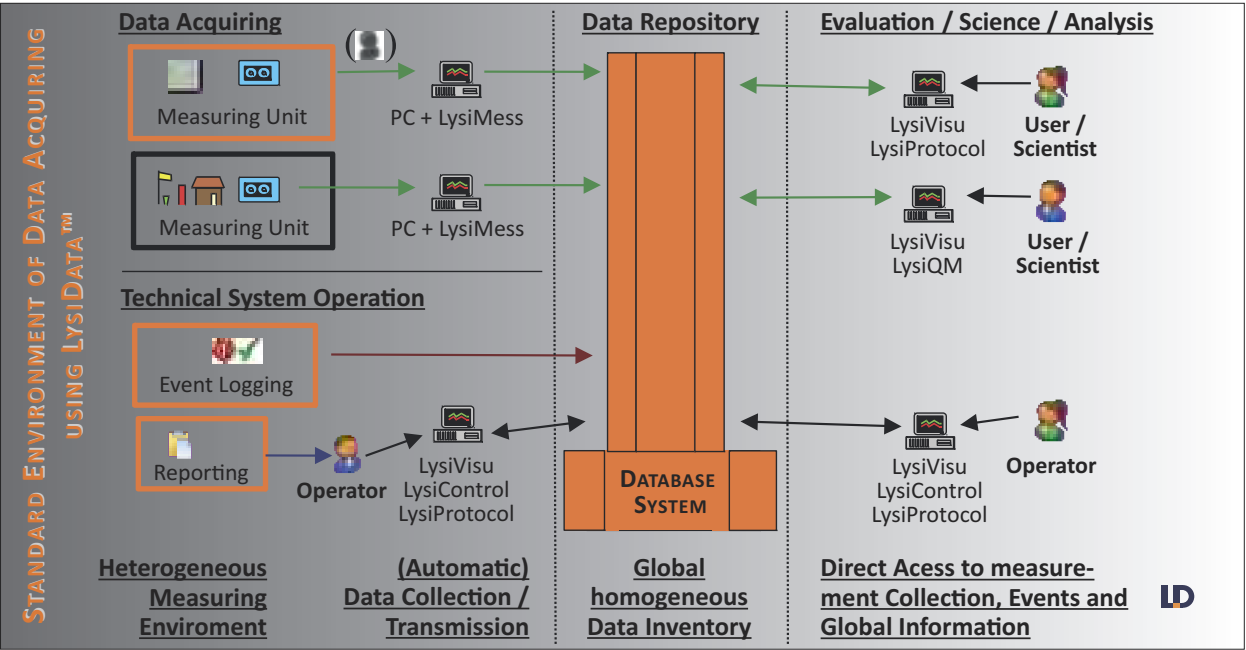 STANDARD ENVIRONMENT OF DATA ACQUIRING
USING LYSIDATA™
Data Acquiring
Measuring Unit
PC + LysiMess
Measuring Unit
PC + LysiMess
Technical System Operation
Event Logging
Reporting
Operator
LysiVisu
LysiControl
LysiProtocol
Heterogeneous
Measuring
Enviroment
(Automatic)
Data Collection /
Transmission
Data Repository
DATABASE
SYSTEM
Global
homogeneous
Data Inventory
Evaluation / Science / Analysis
LysiVisu
LysiProtocol
User /
Scientist
LysiVisu
LysiQM
User /
Scientist
LysiVisu
LysiControl
LysiProtocol
Operator
Direct Acess to measure-
ment Collection, Events and
Global Information
LD